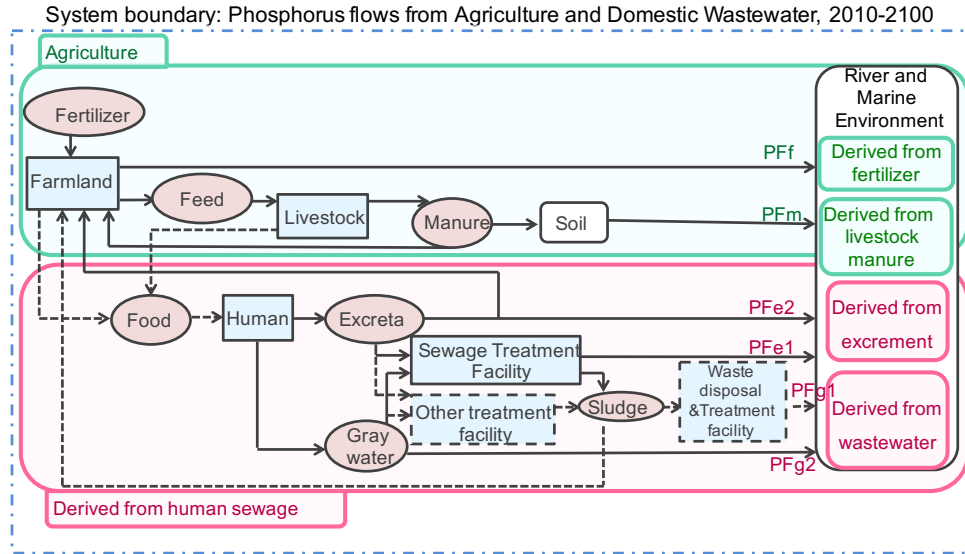 System boundary: Phosphorus flows from Agriculture and Domestic Wastewater, 2010-2100
Agriculture
River and
Marine
Environment
Fertilizer
PFf
Derived from
fertilizer
Farmland
Feed
Livestock
Manure
Soil
PFm
Derived from
livestock
manure
Food
Human
Excreta
PFe2
Derived from
excrement
Sewage Treatment
Facility
PFe1
Waste
disposal
&Treatment
facility
PFg1
Other treatment
facility
Sludge
Derived from
wastewater
Gray
water
PFg2
Derived from human sewage